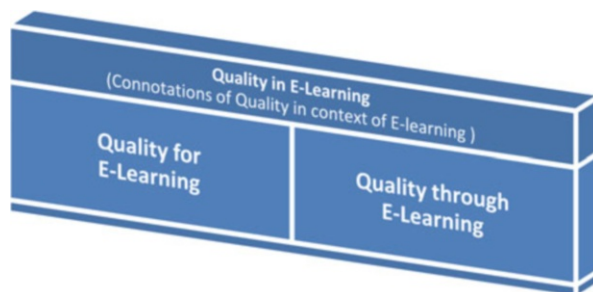 Quality in E-Learning
(Connotations of Quality in context of E-learning )
Quality for
E-Learning
Quality through
E-Learning